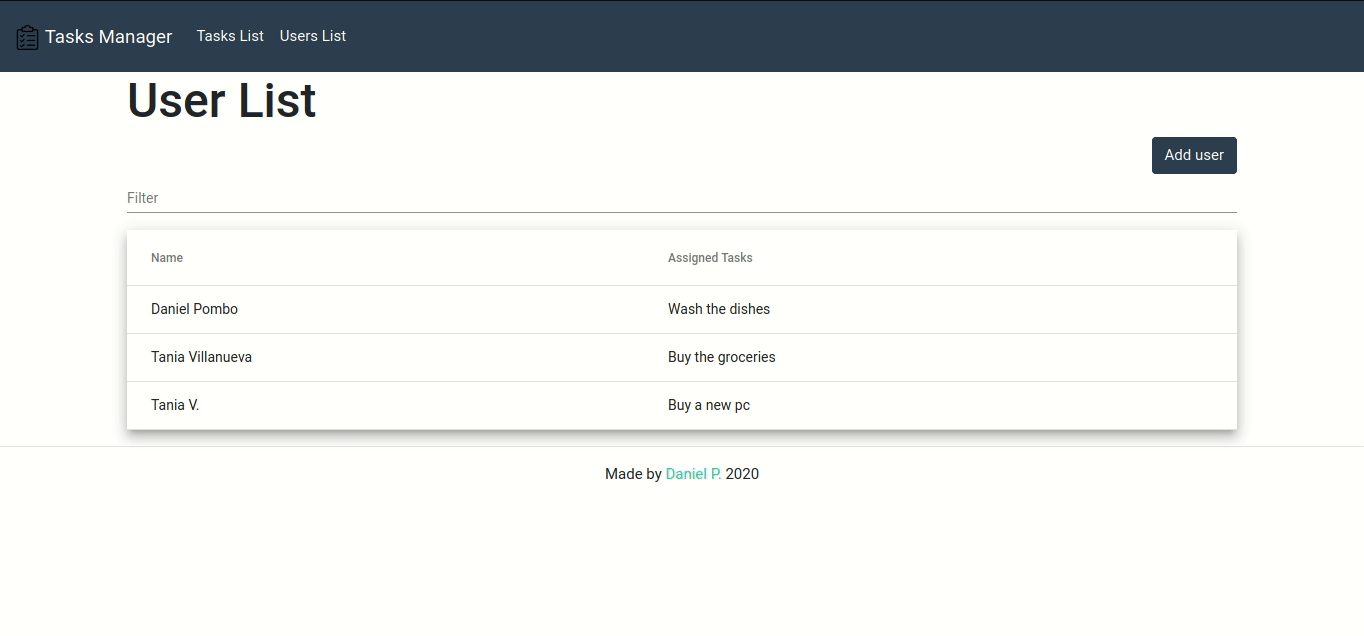 Tasks Manager Tasks List Users List
User List
Add user
Filter
Name Assigned Tasks
Daniel Pombo Wash the dishes
Tania Villanueva Buy the groceries
Tania V. Buy a new pc
Made by Daniel P. 2020